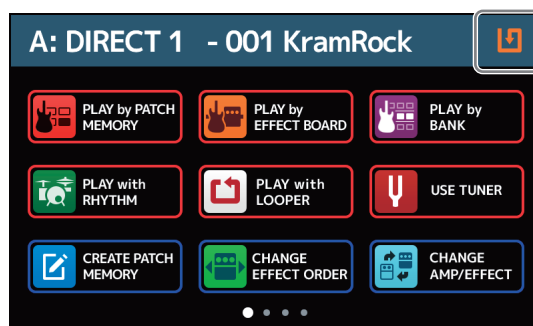 A: DIRECT 1 - 001 KramRock
PLAY by PATCH
MEMORY
PLAY by
EFFECT BOARD
PLAY by
BANK
PLAY with
RHYTHM
PLAY with
LOOPER
USE TUNER
CREATE PATCH
MEMORY
CHANGE
EFFECT ORDER
CHANGE
AMP/EFFECT